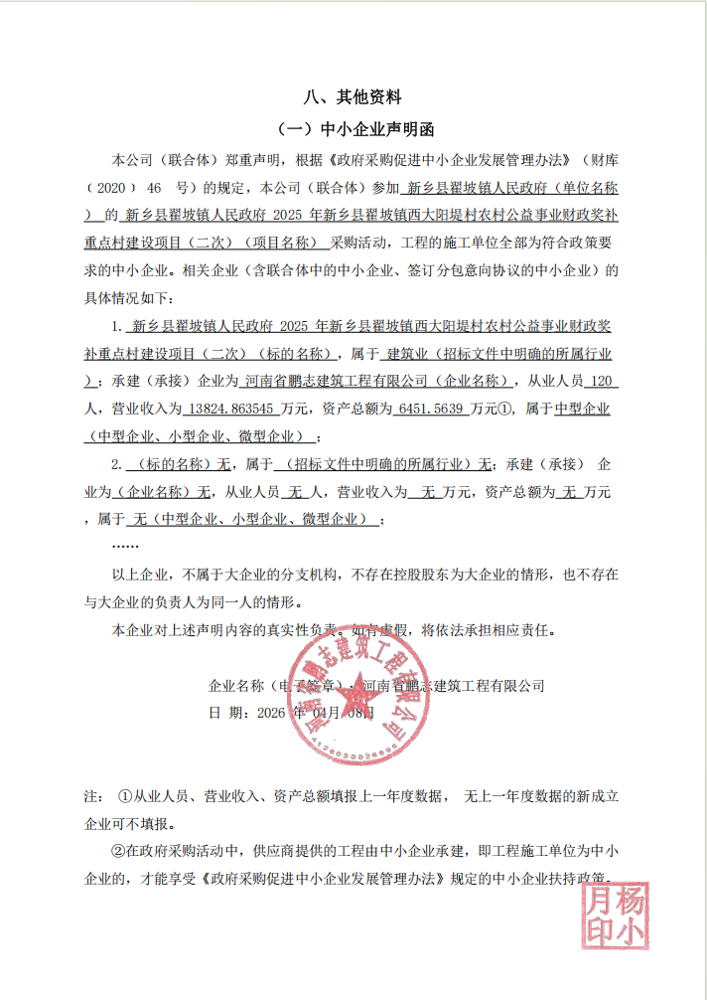 八、其他资料
（一）中小企业声明函
本公司（联合体）郑重声明，根据《政府采购促进中小企业发展管理办法》（财库
﹝2020﹞ 46 号）的规定，本公司（联合体）参加 新乡县翟坡镇人民政府（单位名称
） 的 新乡县翟坡镇人民政府 2025 年新乡县翟坡镇西大阳堤村农村公益事业财政奖补
重点村建设项目（二次）（项目名称） 采购活动，工程的施工单位全部为符合政策要
求的中小企业。相关企业（含联合体中的中小企业、签订分包意向协议的中小企业）的
具体情况如下：
1. 新乡县翟坡镇人民政府 2025 年新乡县翟坡镇西大阳堤村农村公益事业财政奖
补重点村建设项目（二次）（标的名称），属于 建筑业（招标文件中明确的所属行业
）；承建（承接）企业为 河南省鹏志建筑工程有限公司（企业名称），从业人员 120
人，营业收入为 13824.863545 万元，资产总额为 6451.5639 万元①，属于中型企业
（中型企业、小型企业、微型企业） ；
2. （标的名称）无，属于 （招标文件中明确的所属行业）无；承建（承接） 企
业为（企业名称）无，从业人员 无 人，营业收入为 无 万元，资产总额为 无 万元
，属于 无（中型企业、小型企业、微型企业） ；
……
以上企业，不属于大企业的分支机构，不存在控股股东为大企业的情形，也不存在
与大企业的负责人为同一人的情形。
本企业对上述声明内容的真实性负责。如有虚假，将依法承担相应责任。
企业名称（电子签章）：河南省鹏志建筑工程有限公司
日 期：2026 年 04月 08日
河南省鹏志建筑工程有限公司
注： ①从业人员、营业收入、资产总额填报上一年度数据， 无上一年度数据的新成立
企业可不填报。
②在政府采购活动中，供应商提供的工程由中小企业承建，即工程施工单位为中小
企业的，才能享受《政府采购促进中小企业发展管理办法》规定的中小企业扶持政策。
杨小
月印